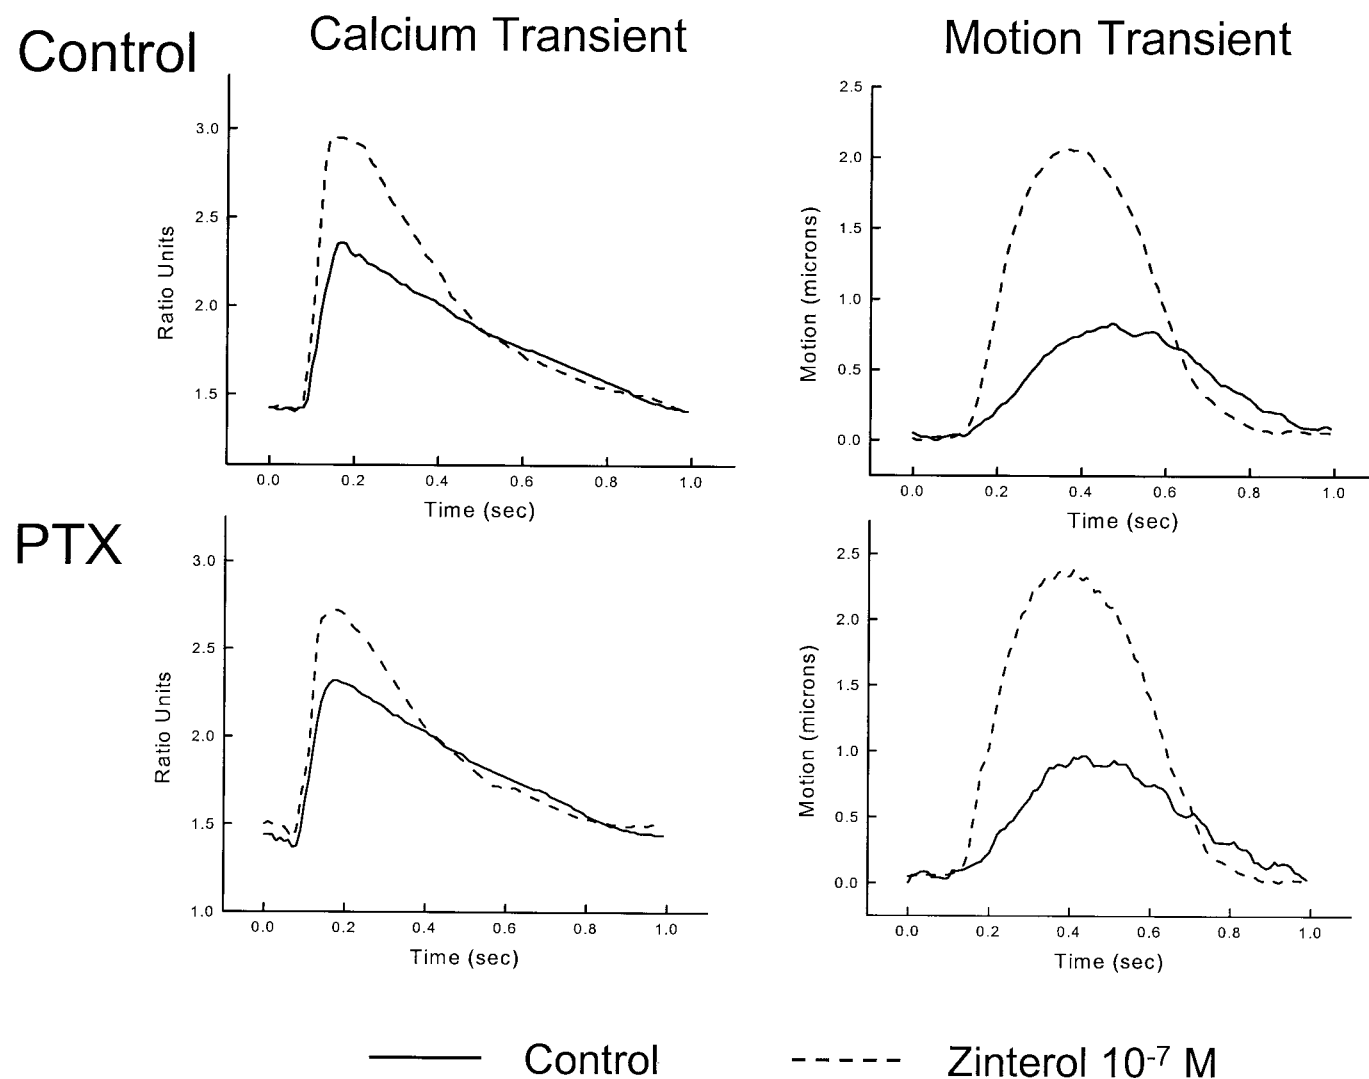 Control
Calcium Transient
Motion Transient
Ratio Units
3.0
2.5
2.0
1.5
0.0 0.2 0.4 0.6 0.8 1.0
Time (sec)
Motion (microns)
2.5
2.0
1.5
1.0
0.5
0.0
0.0 0.2 0.4 0.6 0.8 1.0
Time (sec)
PTX
Ratio Units
3.0
2.5
2.0
1.5
1.0
0.0 0.2 0.4 0.6 0.8 1.0
Time (sec)
Motion (microns)
2.5
2.0
1.5
1.0
0.5
0.0
0.0 0.2 0.4 0.6 0.8 1.0
Time (sec)
Control
Zinterol 10⁻⁷ M